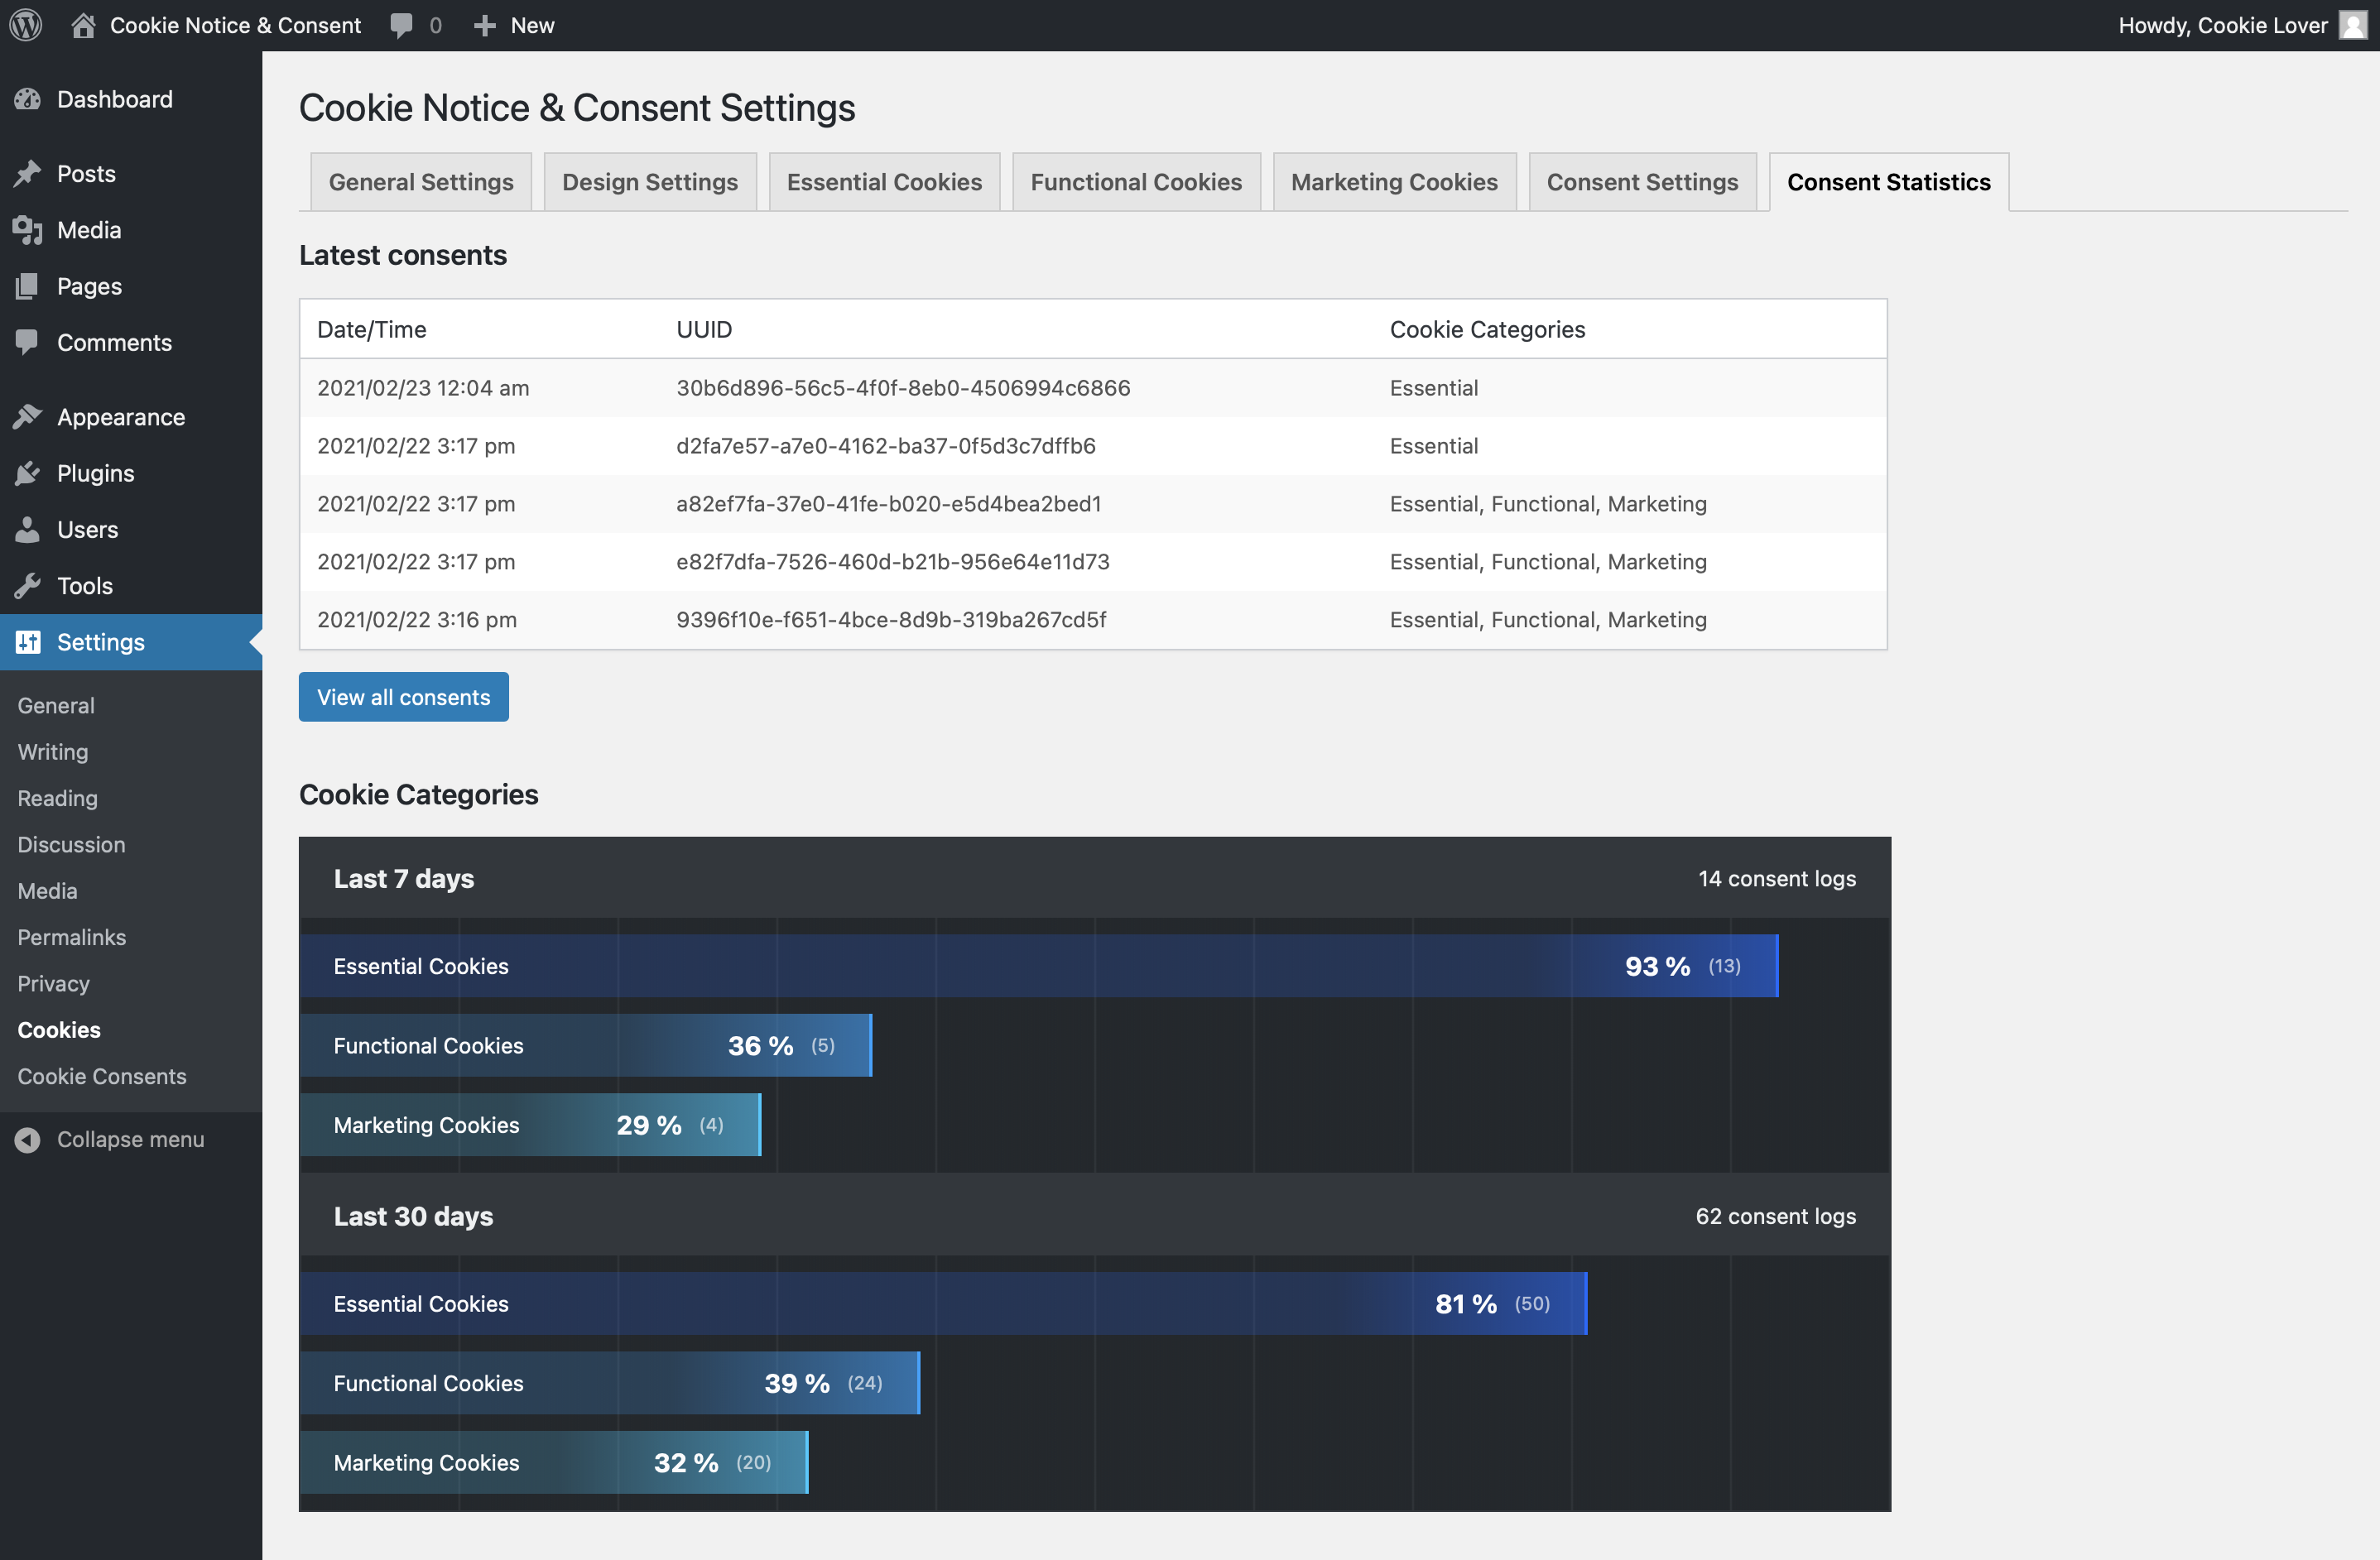 Cookie Notice & Consent 0 New Howdy, Cookie Lover
Dashboard
Posts
Media
Pages
Comments
Appearance
Plugins
Users
Tools
Settings
General
Writing
Reading
Discussion
Media
Permalinks
Privacy
Cookies
Cookie Consents
Collapse menu
Cookie Notice & Consent Settings
General Settings Design Settings Essential Cookies Functional Cookies Marketing Cookies Consent Settings Consent Statistics
Latest consents
Date/Time UUID Cookie Categories
2021/02/23 12:04 am 30b6d896-56c5-4f0f-8eb0-4506994c6866 Essential
2021/02/22 3:17 pm d2fa7e57-a7e0-4162-ba37-0f5d3c7dffb6 Essential
2021/02/22 3:17 pm a82ef7fa-37e0-41fe-b020-e5d4bea2bed1 Essential, Functional, Marketing
2021/02/22 3:17 pm e82f7dfa-7526-460d-b21b-956e64e11d73 Essential, Functional, Marketing
2021/02/22 3:16 pm 9396f10e-f651-4bce-8d9b-319ba267cd5f Essential, Functional, Marketing
View all consents
Cookie Categories
Last 7 days 14 consent logs
Essential Cookies 93 % (13)
Functional Cookies 36 % (5)
Marketing Cookies 29 % (4)
Last 30 days 62 consent logs
Essential Cookies 81 % (50)
Functional Cookies 39 % (24)
Marketing Cookies 32 % (20)